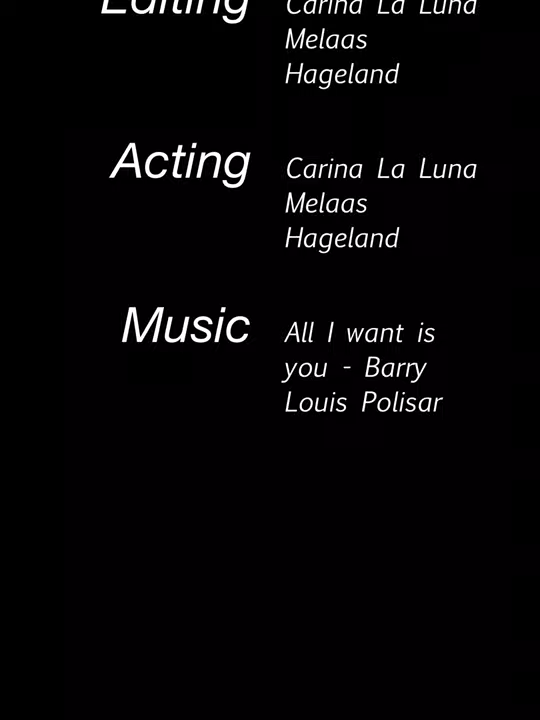 Editing
Carina La Luna
Melaas
Hageland
Acting
Carina La Luna
Melaas
Hageland
Music
All I want is
you - Barry
Louis Polisar